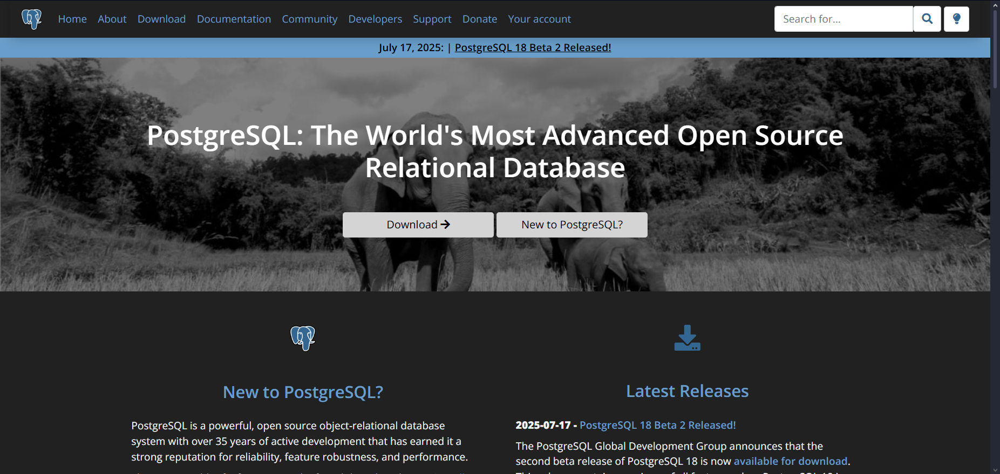 Home About Download Documentation Community Developers Support Donate Your account Search for...
July 17, 2025: | PostgreSQL 18 Beta 2 Released!
PostgreSQL: The World's Most Advanced Open Source
Relational Database
Download New to PostgreSQL?
New to PostgreSQL?
PostgreSQL is a powerful, open source object-relational database
system with over 35 years of active development that has earned it a
strong reputation for reliability, feature robustness, and performance.
Latest Releases
2025-07-17 - PostgreSQL 18 Beta 2 Released!
The PostgreSQL Global Development Group announces that the
second beta release of PostgreSQL 18 is now available for download.